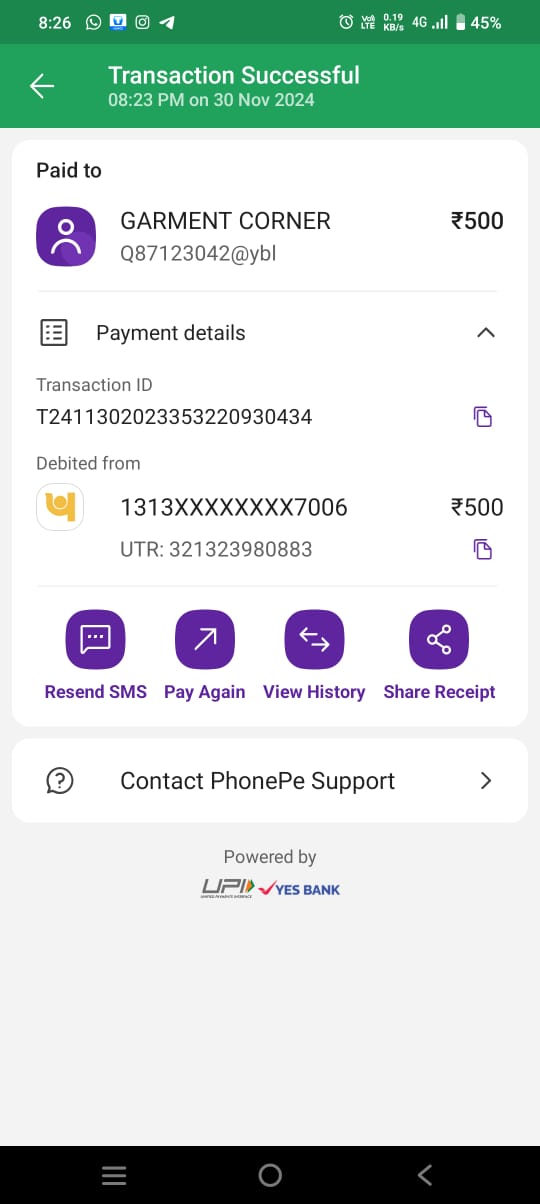 8:26 Vo) LTE 0.19 KB/s 4G 45%
Transaction Successful
08:23 PM on 30 Nov 2024
Paid to
GARMENT CORNER ₹500
Q87123042@ybl
Payment details
Transaction ID
T2411302023353220930434
Debited from
1313XXXXXXXX7006 ₹500
UTR: 321323980883
Resend SMS Pay Again View History Share Receipt
Contact PhonePe Support
Powered by
UPI YES BANK
UNIFIED PAYMENTS INTERFACE